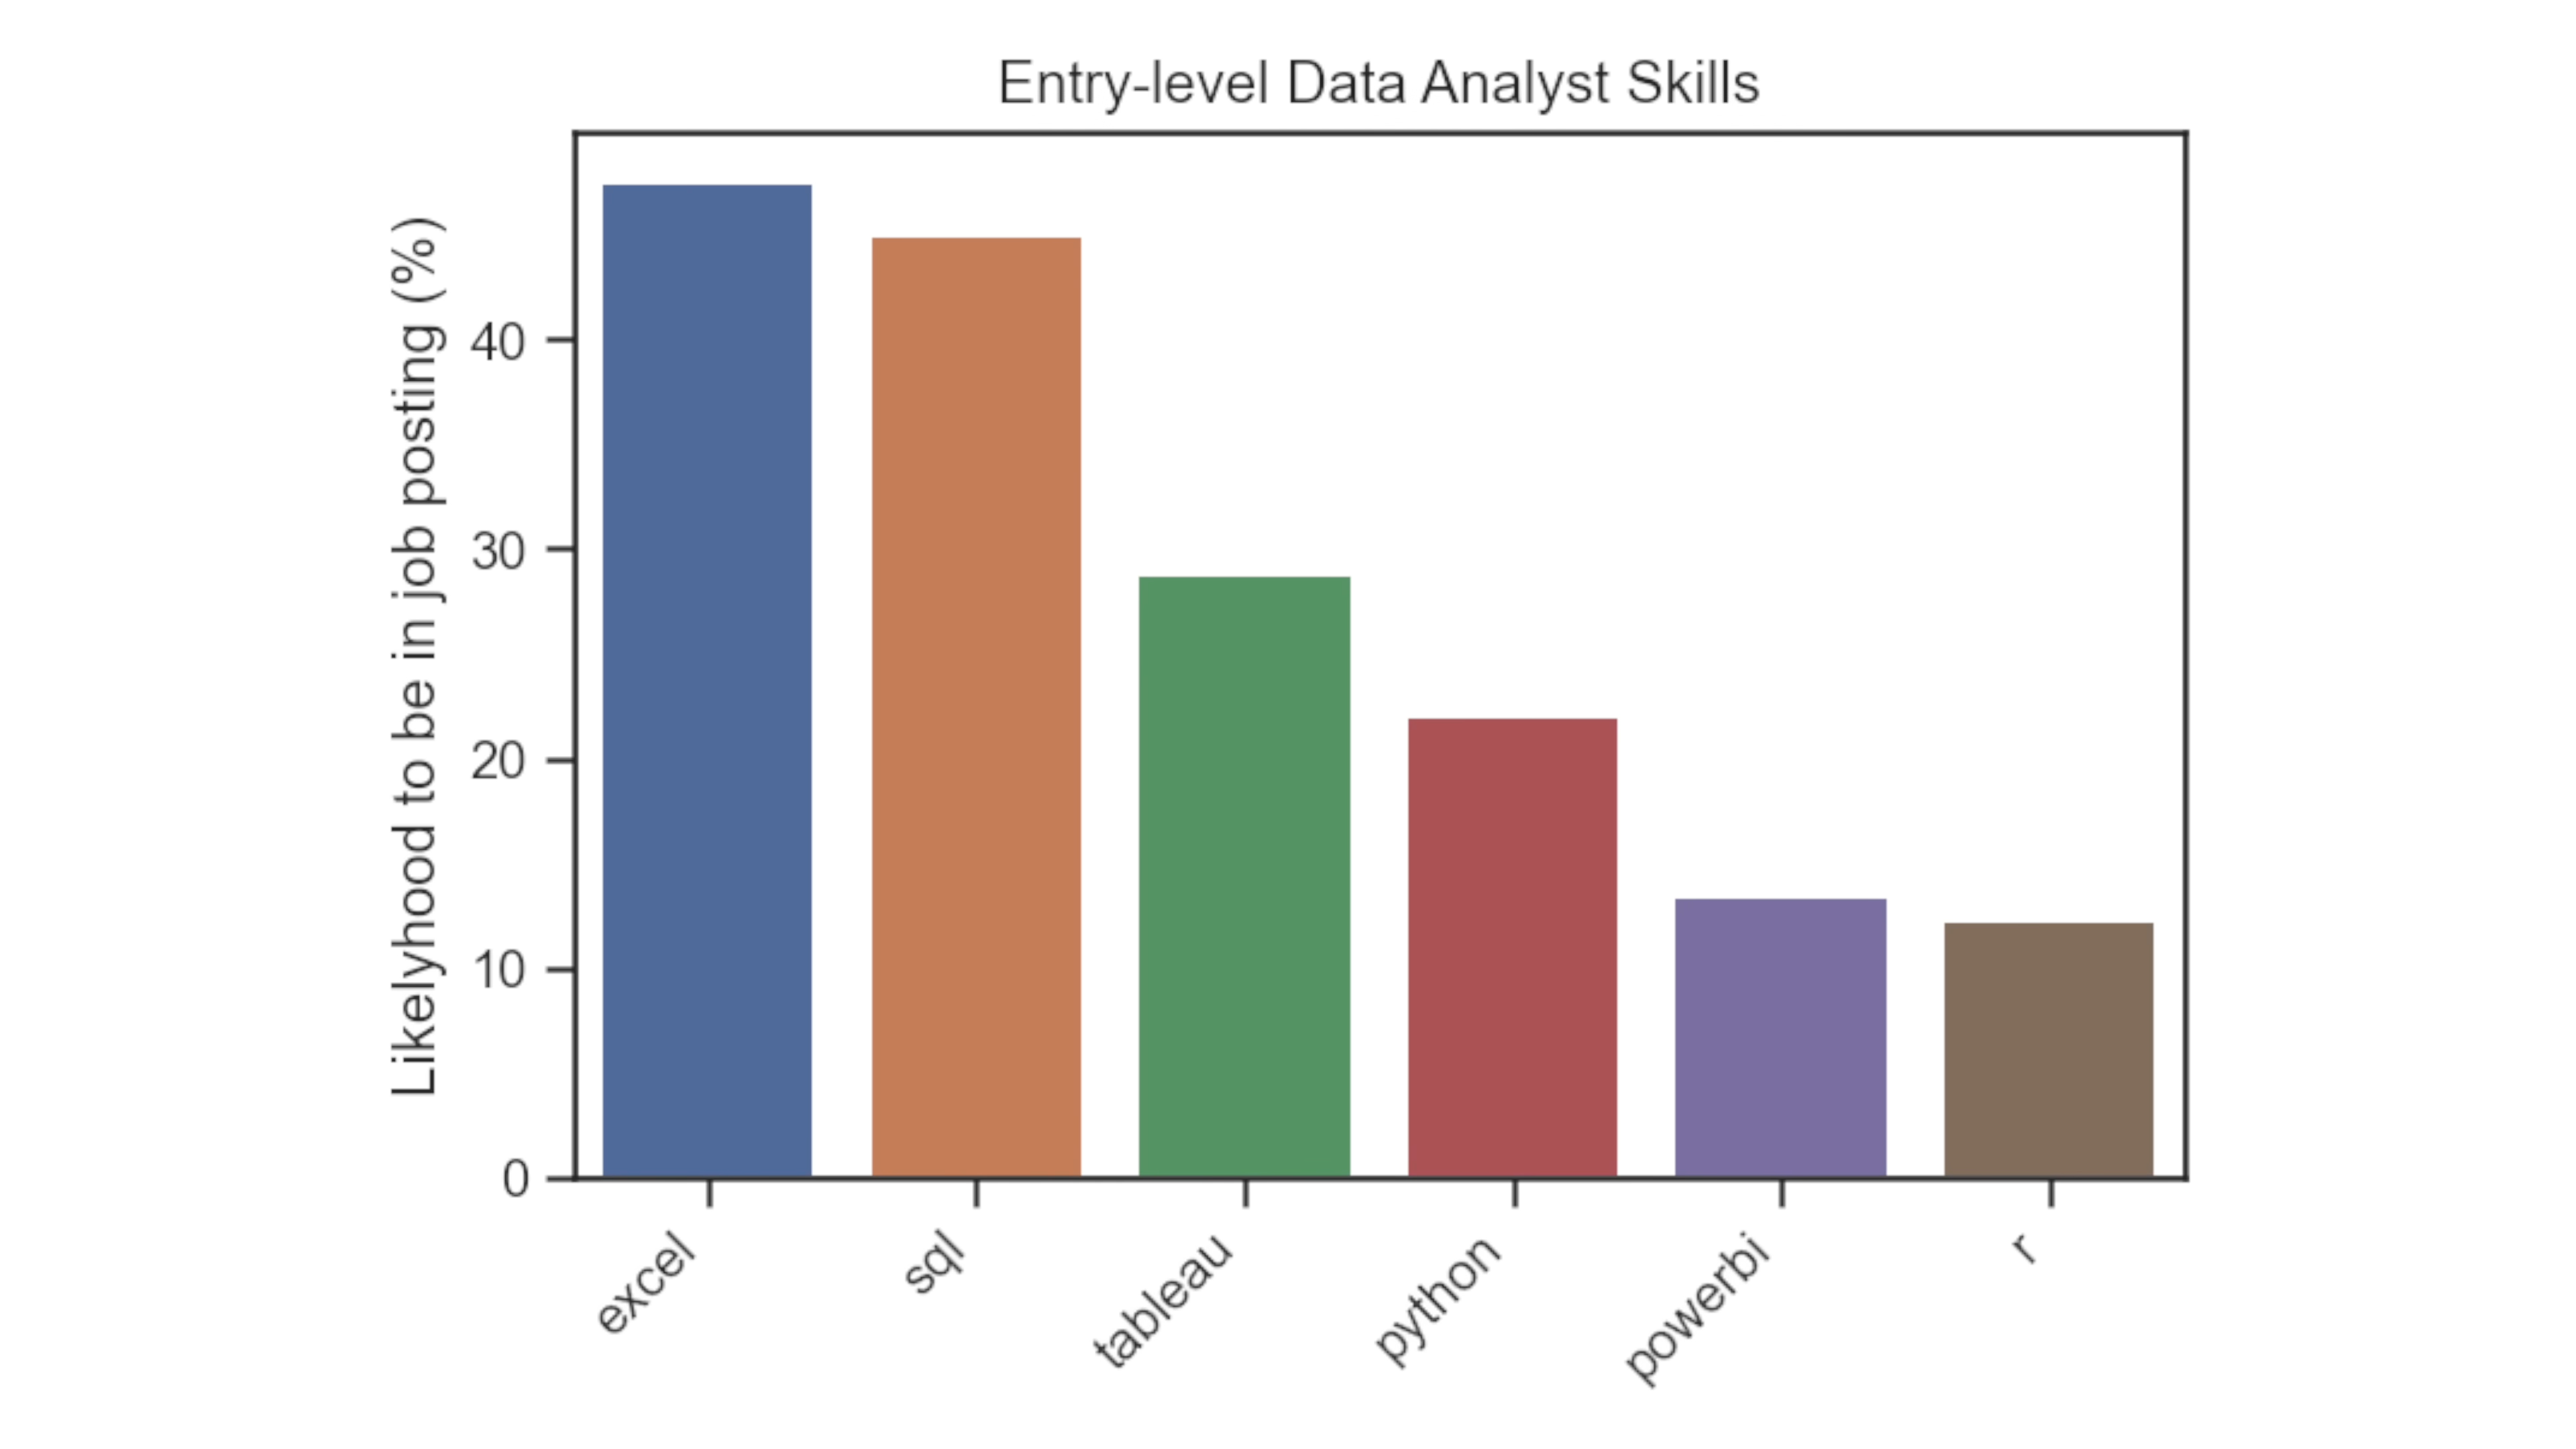 Entry-level Data Analyst Skills
Likelyhood to be in job posting (%)
40
30
20
10
0
excel
sql
tableau
python
powerbi
r